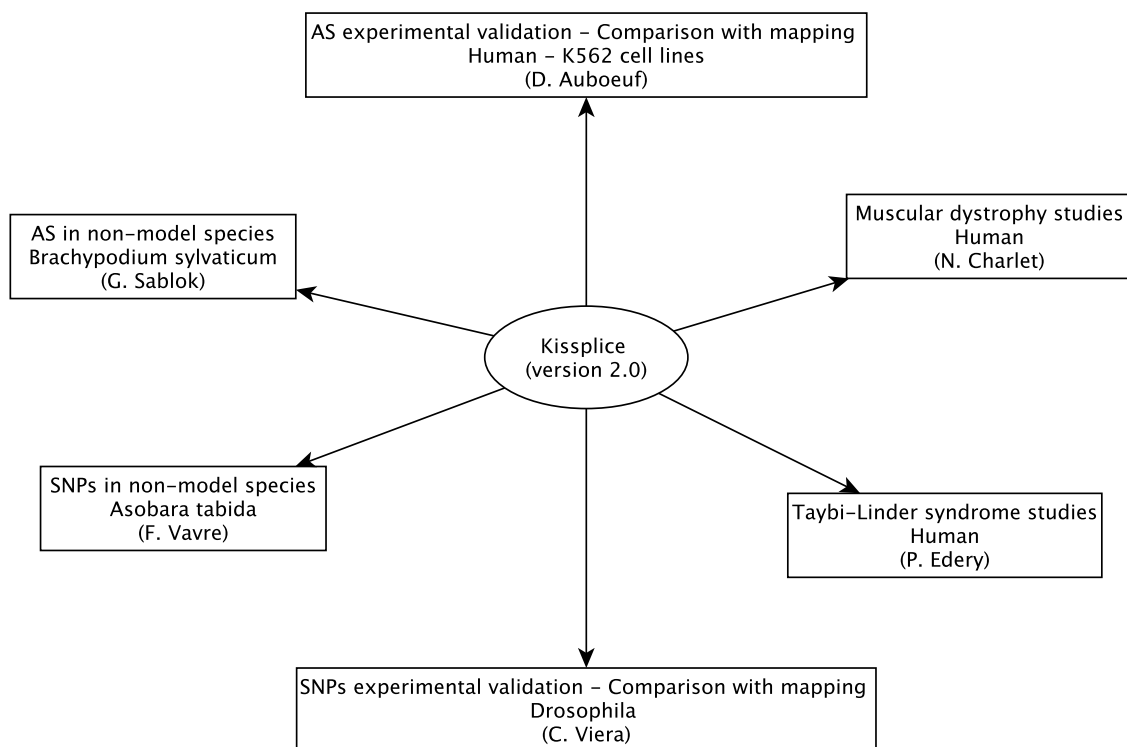 AS experimental validation – Comparison with mapping
Human – K562 cell lines
(D. Auboeuf)
Muscular dystrophy studies
Human
(N. Charlet)
AS in non–model species
Brachypodium sylvaticum
(G. Sablok)
Kissplice
(version 2.0)
SNPs in non–model species
Asobara tabida
(F. Vavre)
Taybi–Linder syndrome studies
Human
(P. Edery)
SNPs experimental validation – Comparison with mapping
Drosophila
(C. Viera)